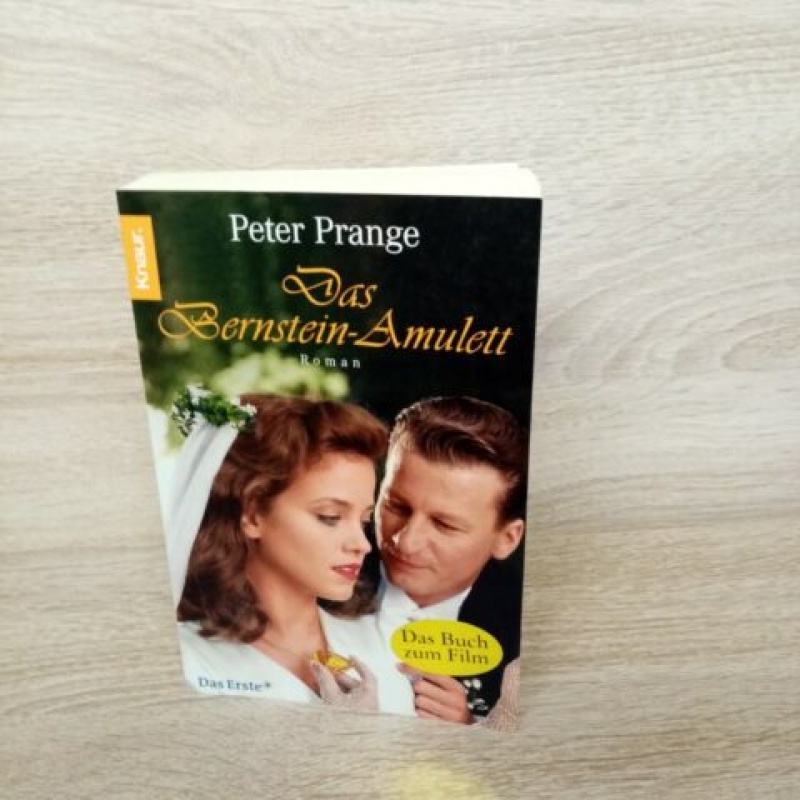 Knaur.
Peter Prange
Das
Bernstein-Amulett
Roman
Das Buch
zum Film
Das Erste*